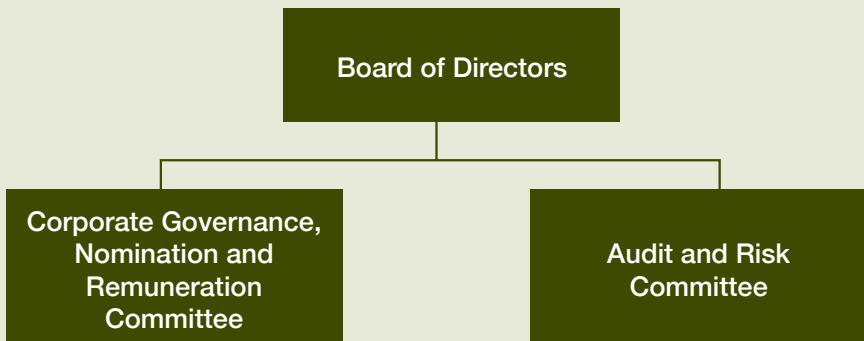 Board of Directors
Corporate Governance,
Nomination and
Remuneration
Committee
Audit and Risk
Committee